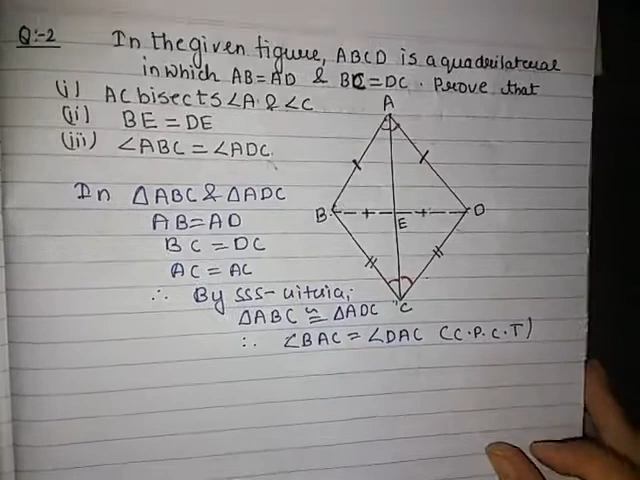 Q:-2 In the given figure, ABCD is a quadrilateral
in which AB=AD & BC=DC. Prove that
(i) AC bisects ∠A & ∠C
(ii) BE = DE
(iii) ∠ABC = ∠ADC.
A
B
E
D
C
In △ABC & △ADC
AB=AD
BC = DC
AC = AC
∴ By SSS-criteria;
△ABC ≅ △ADC
∴ ∠BAC = ∠DAC (C.P.C.T)